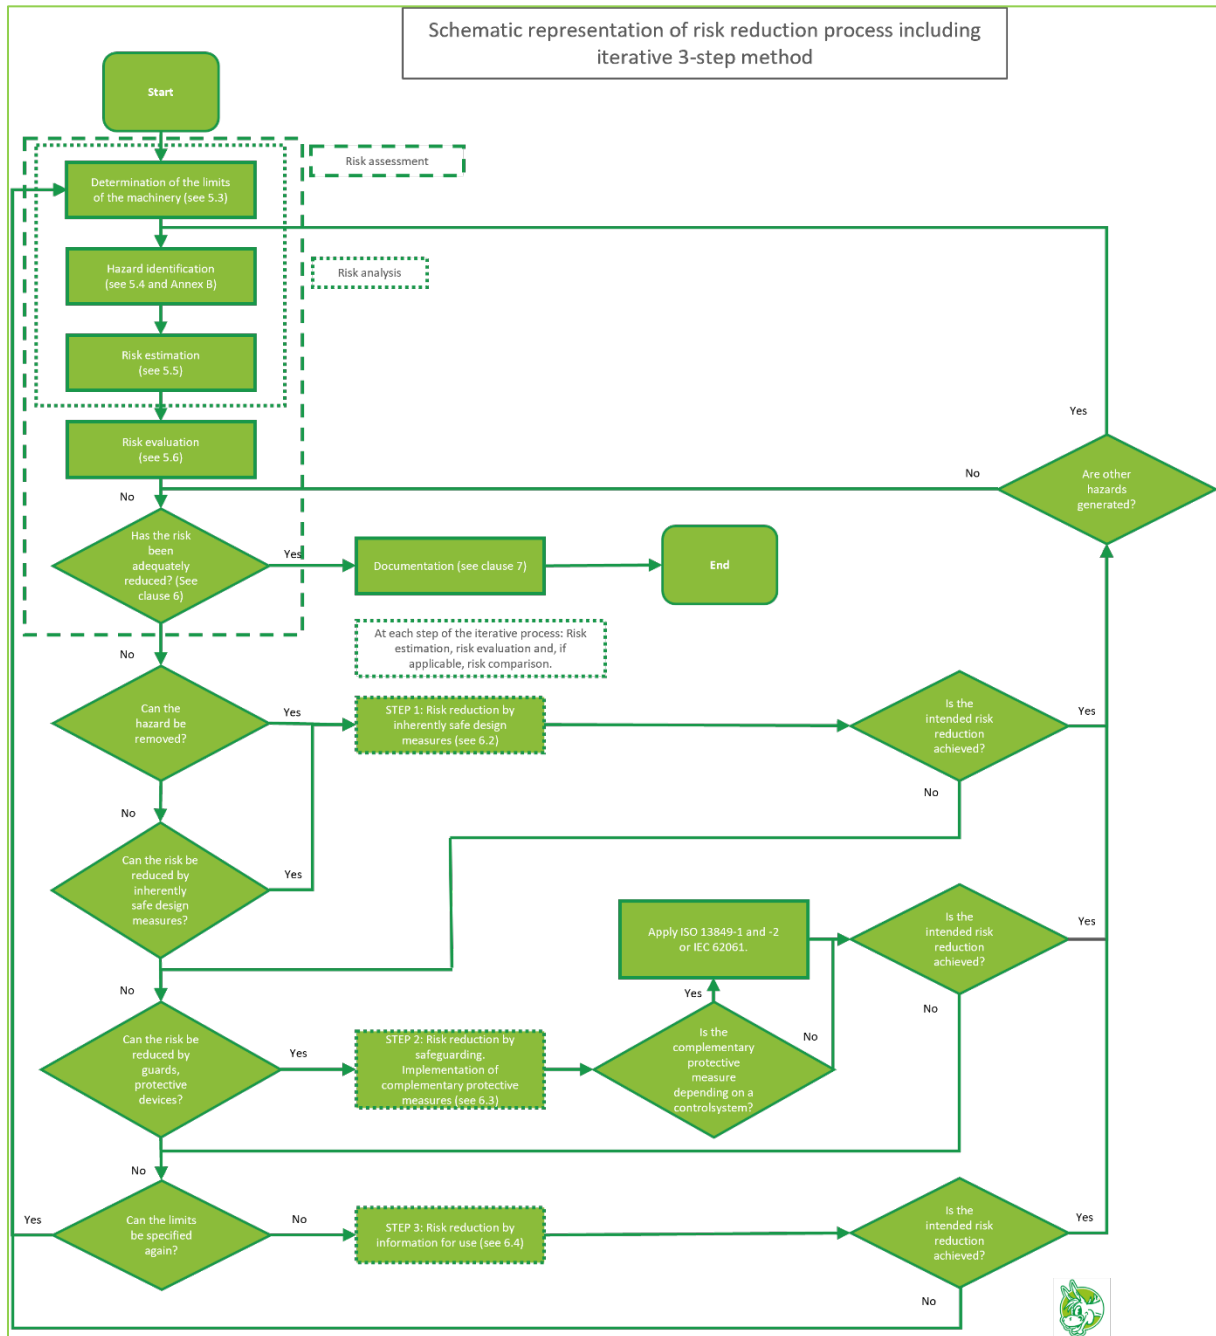 Schematic representation of risk reduction process including
iterative 3-step method
Start
Risk assessment
Determination of the limits
of the machinery (see 5.3)
Hazard identification
(see 5.4 and Annex B)
Risk analysis
Risk estimation
(see 5.5)
Yes
Risk evaluation
(see 5.6)
No
Are other
hazards
generated?
No
Has the risk
been
adequately
reduced? (See
clause 6)
Yes
Documentation (see clause 7)
End
At each step of the iterative process: Risk
estimation, risk evaluation and, if
applicable, risk comparison.
No
Can the
hazard be
removed?
Yes
STEP 1: Risk reduction by
inherently safe design
measures (see 6.2)
Is the
intended risk
reduction
achieved?
Yes
No
No
Can the risk be
reduced by
inherently
safe design
measures?
Yes
Apply ISO 13849-1 and -2
or IEC 62061.
Is the
intended risk
reduction
achieved?
Yes
No
Yes
No
No
Can the risk be
reduced by
guards,
protective
devices?
Yes
STEP 2: Risk reduction by
safeguarding.
Implementation of
complementary protective
measures (see 6.3)
Is the
complementary
protective
measure
depending on a
controlsystem?
No
Yes
Can the limits
be specified
again?
No
STEP 3: Risk reduction by
information for use (see 6.4)
Is the
intended risk
reduction
achieved?
Yes
No